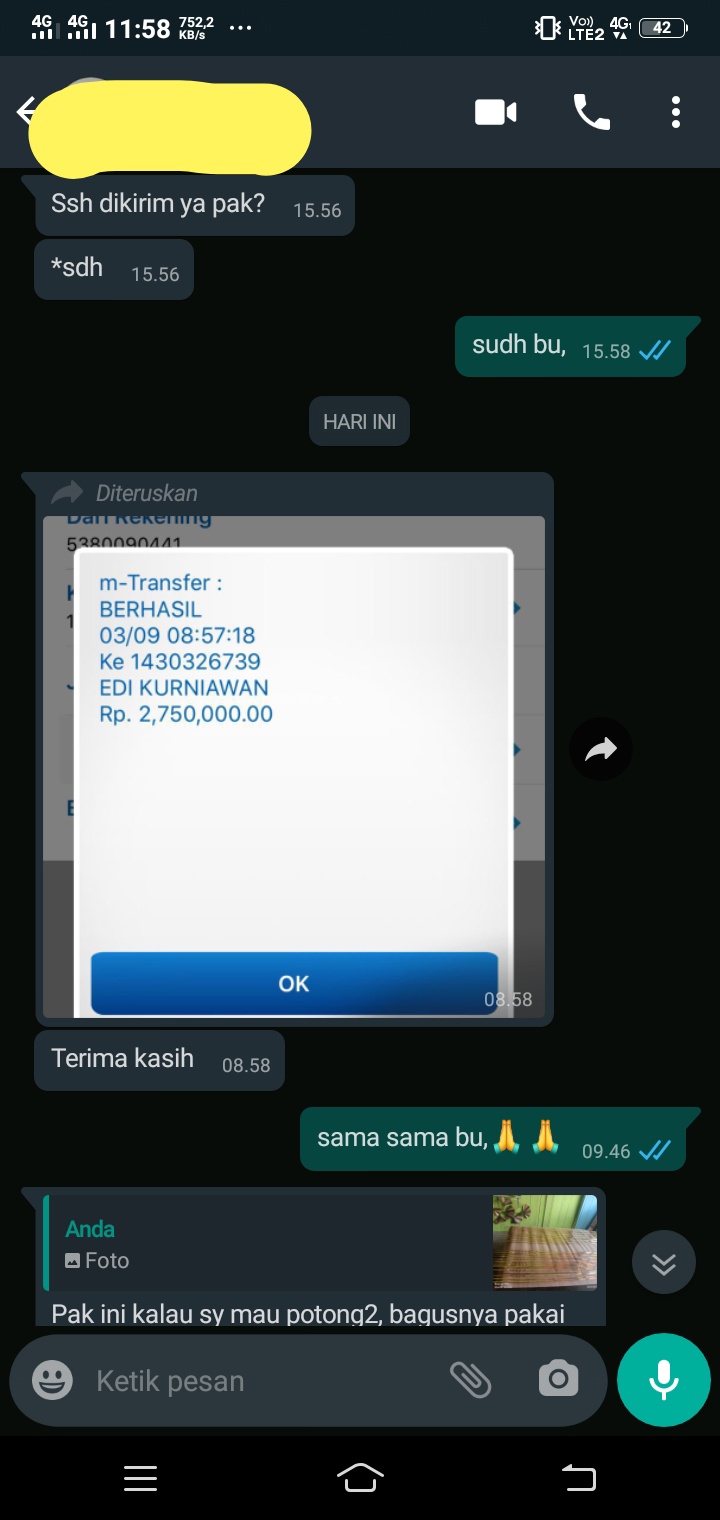 4G 4G 11:58 752,2 KB/s ... Vo)) LTE2 4G 42
Ssh dikirim ya pak? 15.56
*sdh 15.56
sudh bu, 15.58
HARI INI
Diteruskan
Dari Rekening
5380090441
m-Transfer :
BERHASIL
03/09 08:57:18
Ke 1430326739
EDI KURNIAWAN
Rp. 2,750,000.00
OK
08.58
Terima kasih 08.58
sama sama bu,🙏 🙏 09.46
Anda
Foto
Pak ini kalau sy mau potong2, bagusnya pakai
Ketik pesan